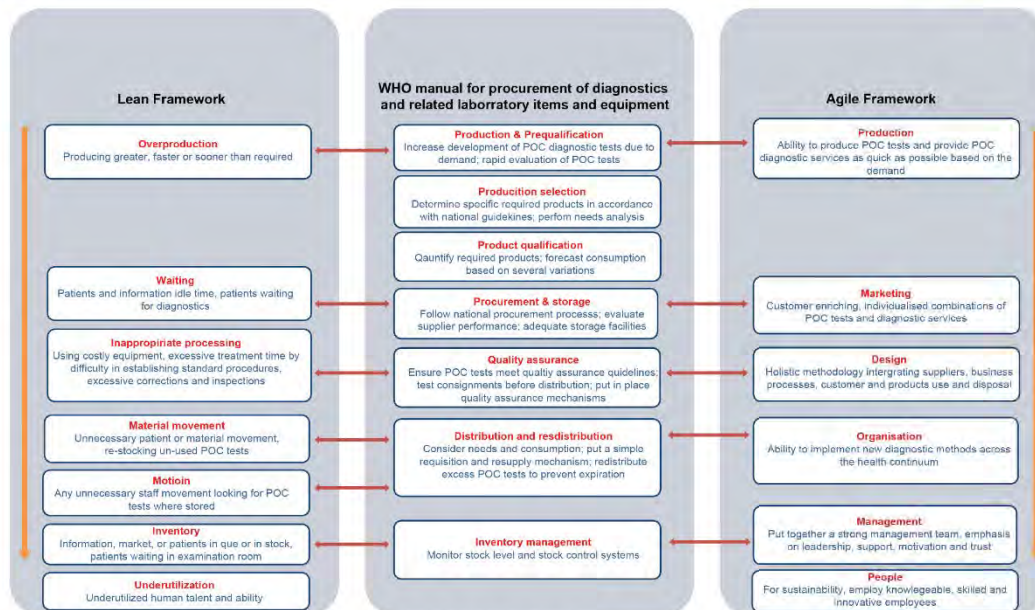 Lean Framework
Overproduction
Producing greater, faster or sooner than required
Waiting
Patients and information idle time, patients waiting
for diagnostics
Inappropiriate processing
Using costly equipment, excessive treatment time by
difficulty in establishing standard procedures,
excessive corrections and inspections
Material movement
Unnecessary patient or material movement,
re-stocking un-used POC tests
Motioin
Any unnecessary staff movement looking for POC
tests where stored
Inventory
Information, market, or patients in que or in stock,
patients waiting in examination room
Underutilization
Underutilized human talent and ability
WHO manual for procurement of diagnostics
and related laborratory items and equipment
Production & Prequalification
Increase development of POC diagnostic tests due to
demand; rapid evaluation of POC tests
Producition selection
Determine specific required products in accordance
with national guidekines; perfom needs analysis
Product qualification
Qauntify required products; forecast consumption
based on several variations
Procurement & storage
Follow national procurement processs; evaluate
supplier performance; adequate storage facilities
Quality assurance
Ensure POC tests meet qultiy assurance guidelines;
test consignments before distribution; put in place
quality assurance mechanisms
Distribution and resdistribution
Consider needs and consumption; put a simple
requisition and resupply mechanism; redistribute
excess POC tests to prevent expiration
Inventory management
Monitor stock level and stock control systems
Agile Framework
Production
Ability to produce POC tests and provide POC
diagnostic services as quick as possible based on the
demand
Marketing
Customer enriching, individualised combinations of
POC tests and diagnostic services
Design
Holistic methodology intergrating suppliers, business
processes, customer and products use and disposal
Organisation
Ability to implement new diagnostic methods across
the health continuum
Management
Put together a strong management team, emphasis
on leadership, support, motivation and trust
People
For sustainability, employ knowlegeable, skilled and
innovative employees